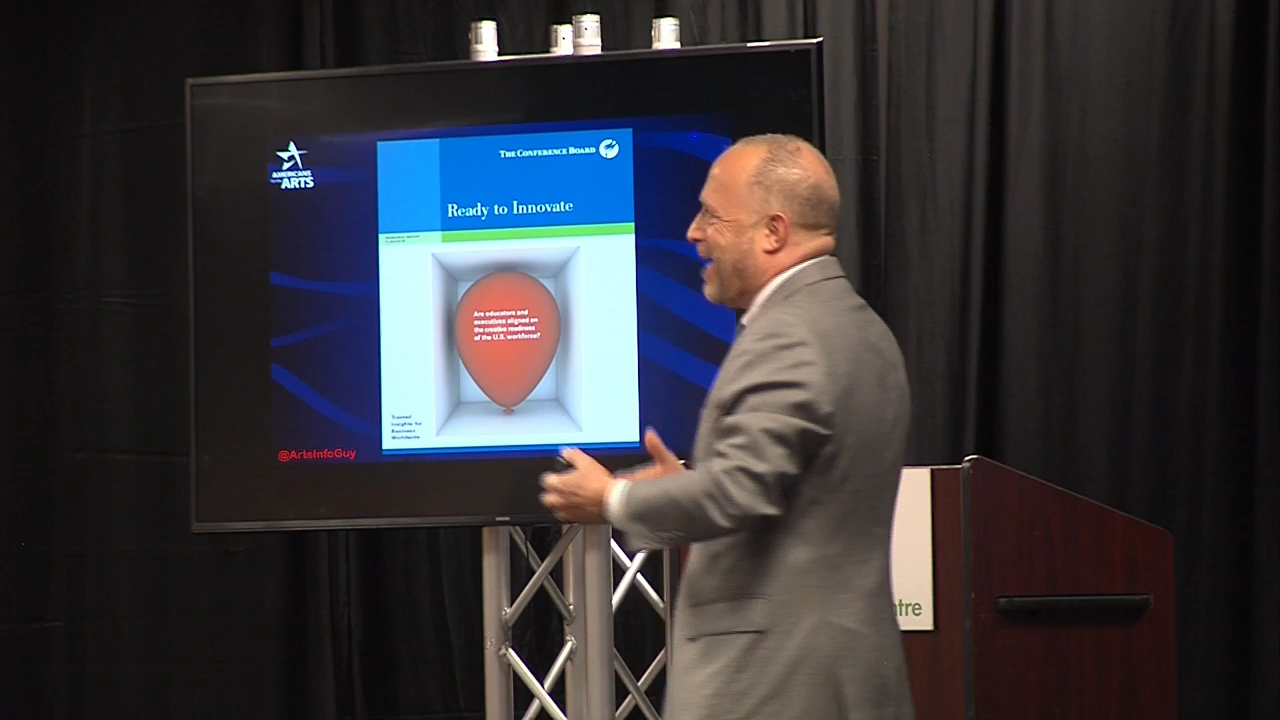 AMERICANS
ARTS
THE CONFERENCE BOARD
Ready to Innovate
Are educators and
executives aligned on
the creative readiness
of the U.S. workforce?
Trusted
Insights for
Business
Worldwide
@ArtsInfoGuy
ntre